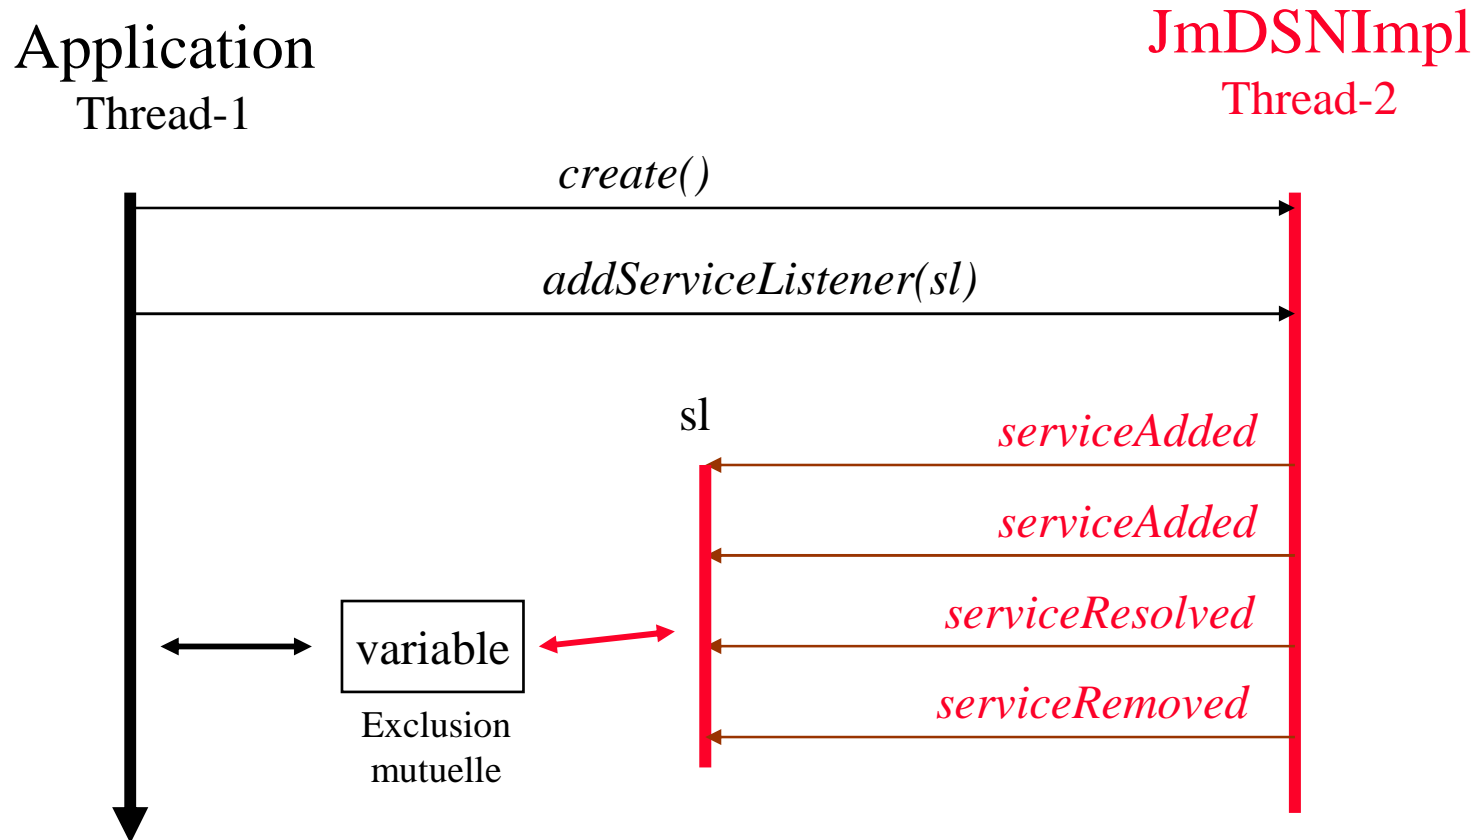 Application
Thread-1
JmDSNImpl
Thread-2
create()
addServiceListener(sl)
sl
serviceAdded
serviceAdded
serviceResolved
variable
serviceRemoved
Exclusion
mutuelle